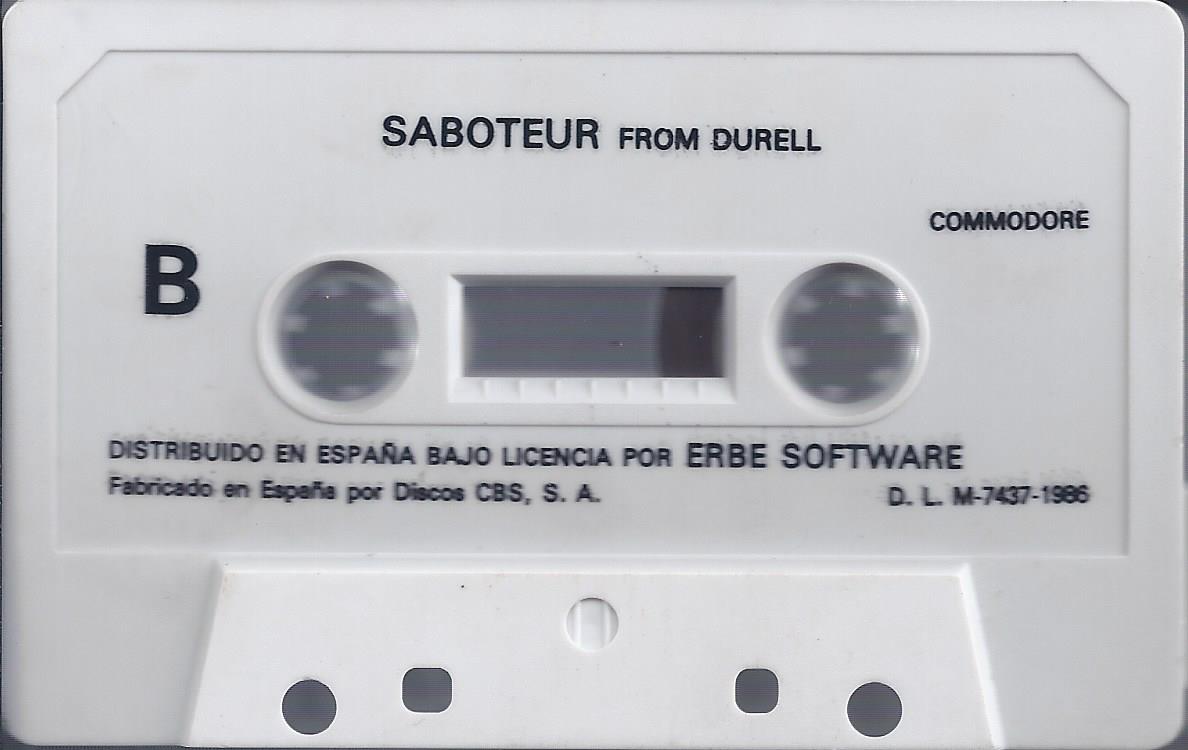 SABOTEUR FROM DURELL
COMMODORE
B
DISTRIBUIDO EN ESPAÑA BAJO LICENCIA POR ERBE SOFTWARE
Fabricado en España por Discos CBS, S. A.
D. L. M-7437-1986